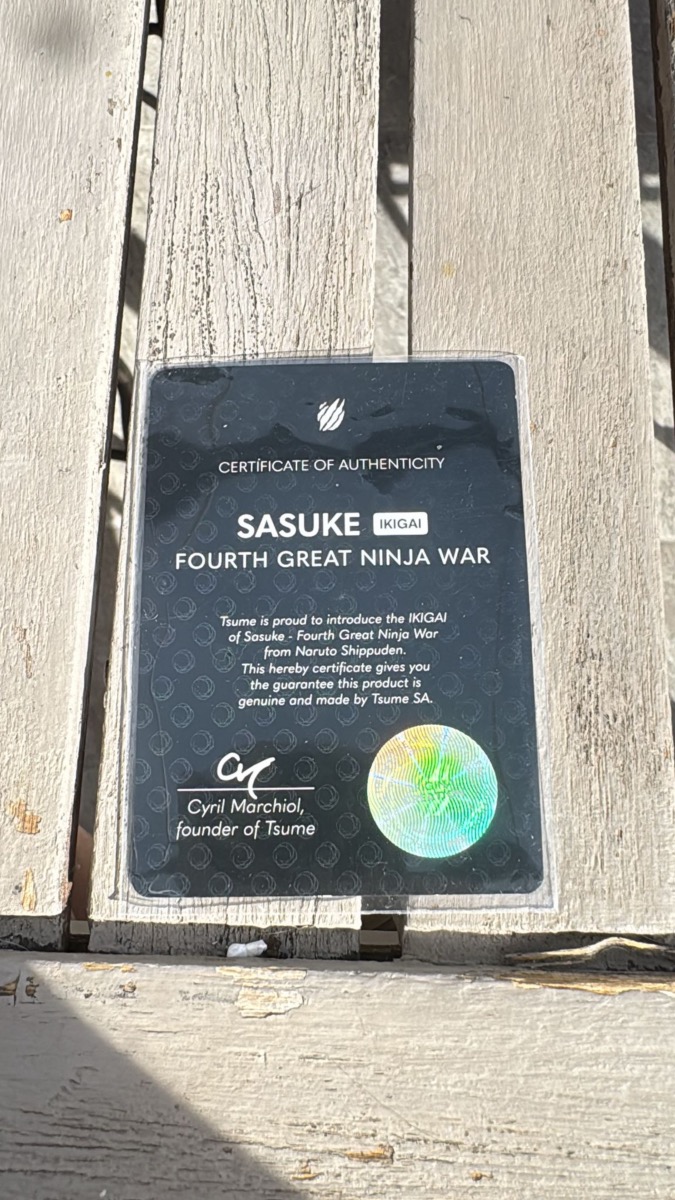 CERTIFICATE OF AUTHENTICITY
SASUKE IKIGAI
FOURTH GREAT NINJA WAR
Tsume is proud to introduce the IKIGAI
of Sasuke - Fourth Great Ninja War
from Naruto Shippuden.
This hereby certificate gives you
the guarantee this product is
genuine and made by Tsume SA.
Cyril Marchiol,
founder of Tsume